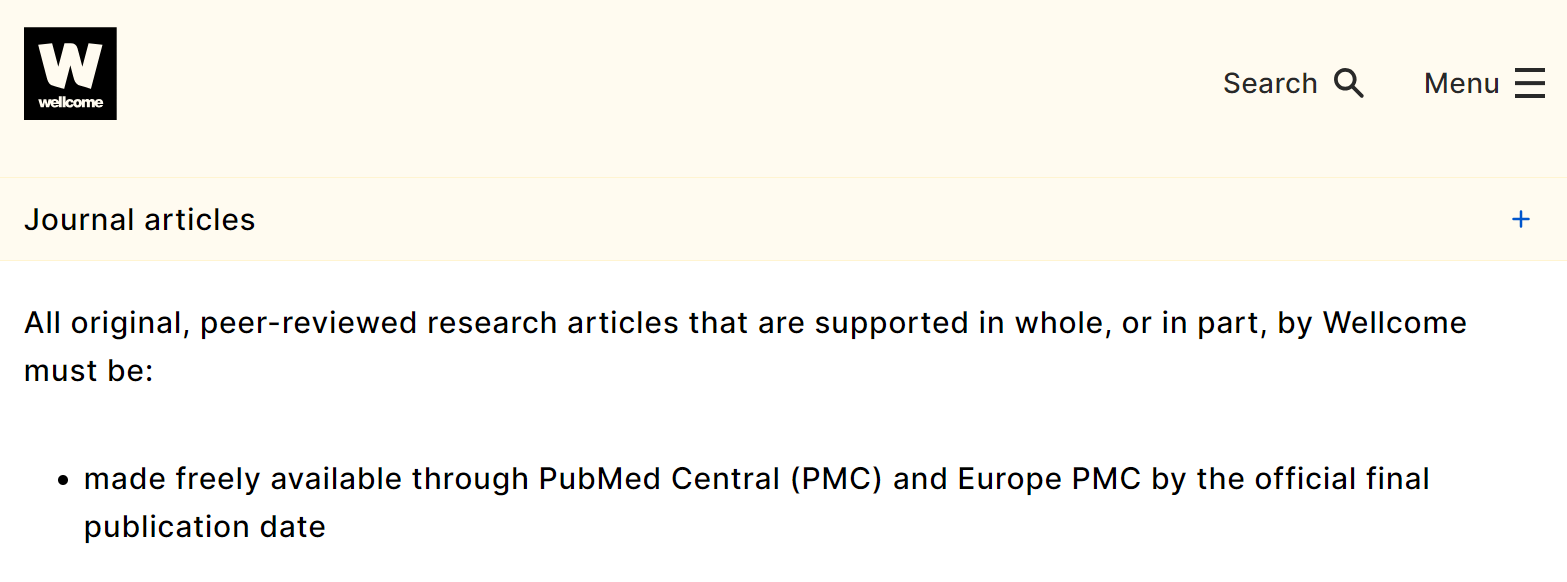 W
wellcome
Search
Menu
Journal articles
+
All original, peer-reviewed research articles that are supported in whole, or in part, by Wellcome
must be:
• made freely available through PubMed Central (PMC) and Europe PMC by the official final
publication date